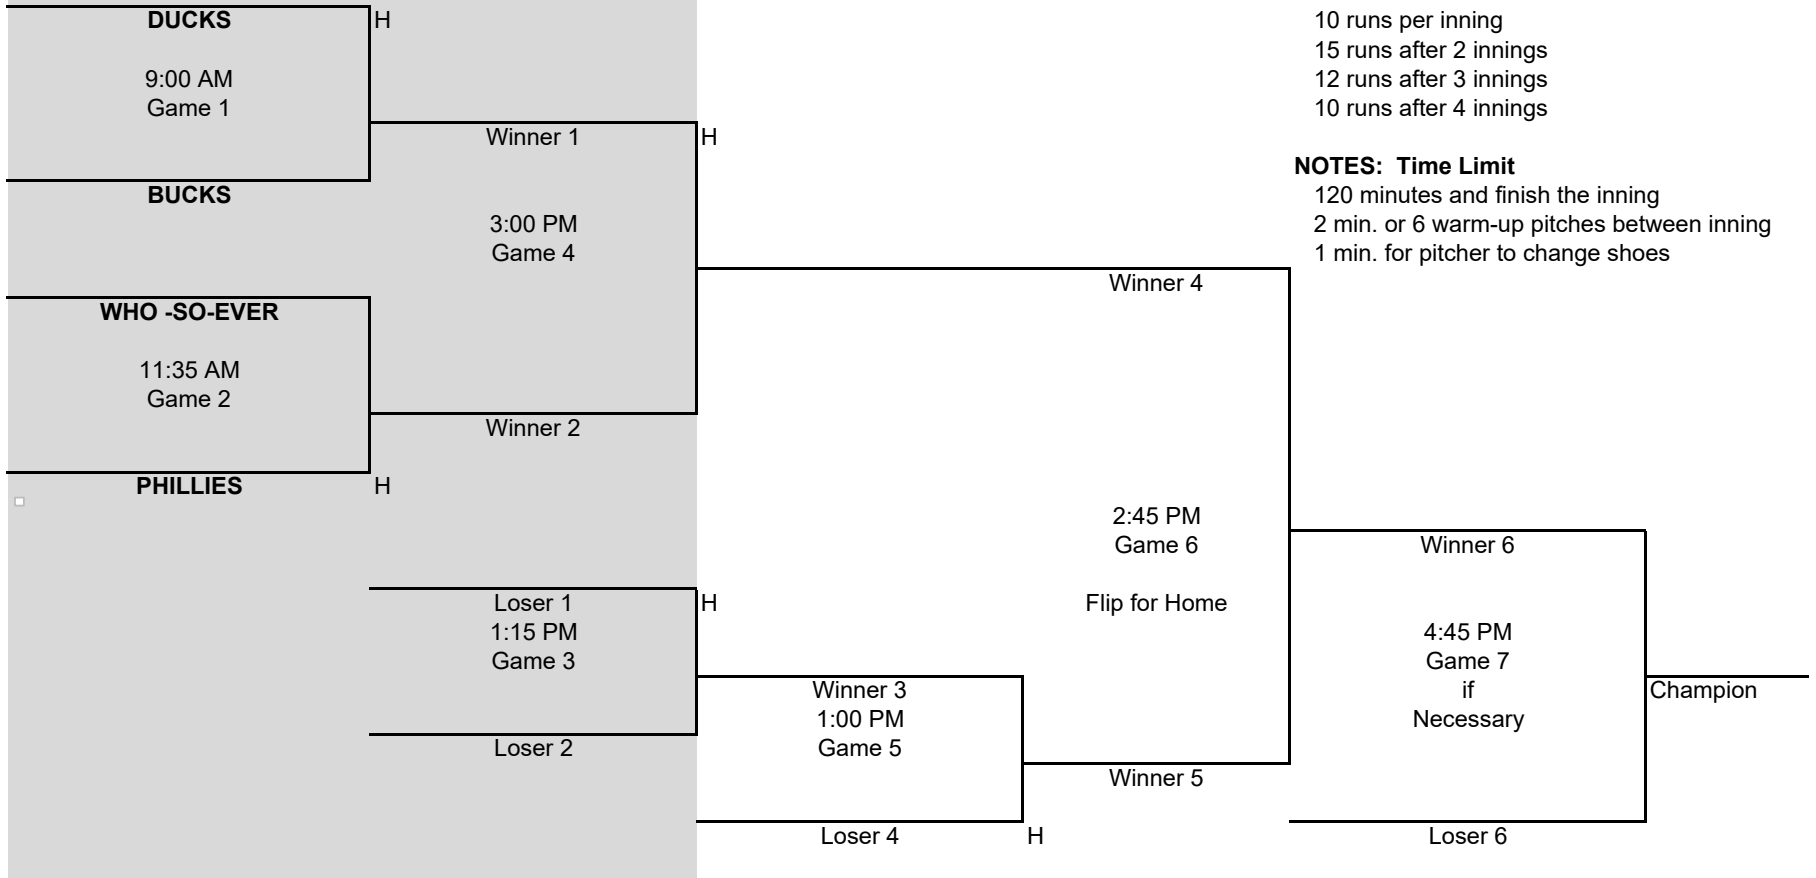 DUCKS
H
9:00 AM
Game 1
Winner 1
H
BUCKS
3:00 PM
Game 4
WHO -SO-EVER
11:35 AM
Game 2
Winner 2
PHILLIES
H
Loser 1
H
1:15 PM
Game 3
Loser 2
Winner 3
1:00 PM
Game 5
Loser 4
H
Winner 4
2:45 PM
Game 6
Flip for Home
Winner 5
Winner 6
4:45 PM
Game 7
if
Necessary
Loser 6
Champion
10 runs per inning
15 runs after 2 innings
12 runs after 3 innings
10 runs after 4 innings
NOTES:  Time Limit
120 minutes and finish the inning
2 min. or 6 warm-up pitches between inning
1 min. for pitcher to change shoes